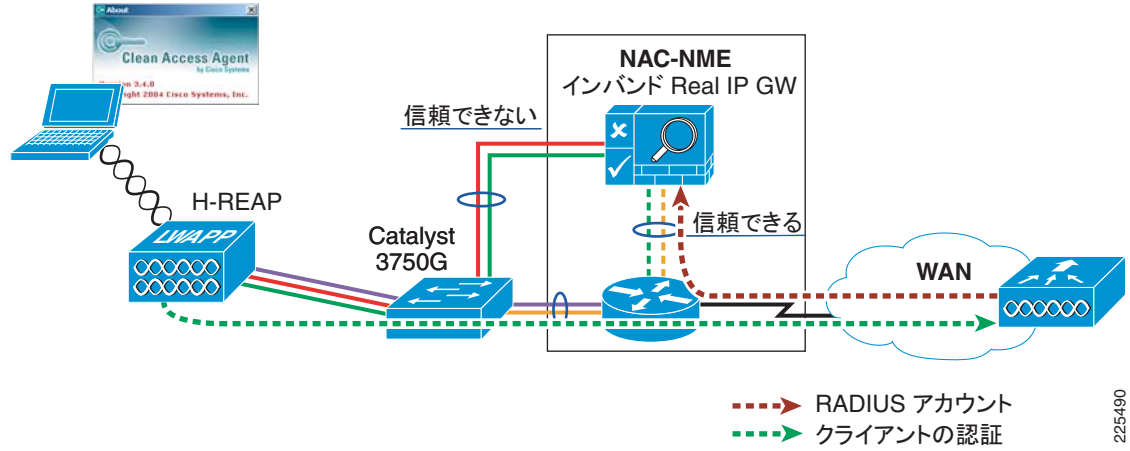 About
Clean Access Agent
by Cisco Systems
Version 3.4.0
ght 2004 Cisco Systems, Inc.
NAC-NME
インバンド Real IP GW
信頼できない
H-REAP
LWAPP
Catalyst
3750G
信頼できる
WAN
RADIUS アカウント
クライアントの認証
225490